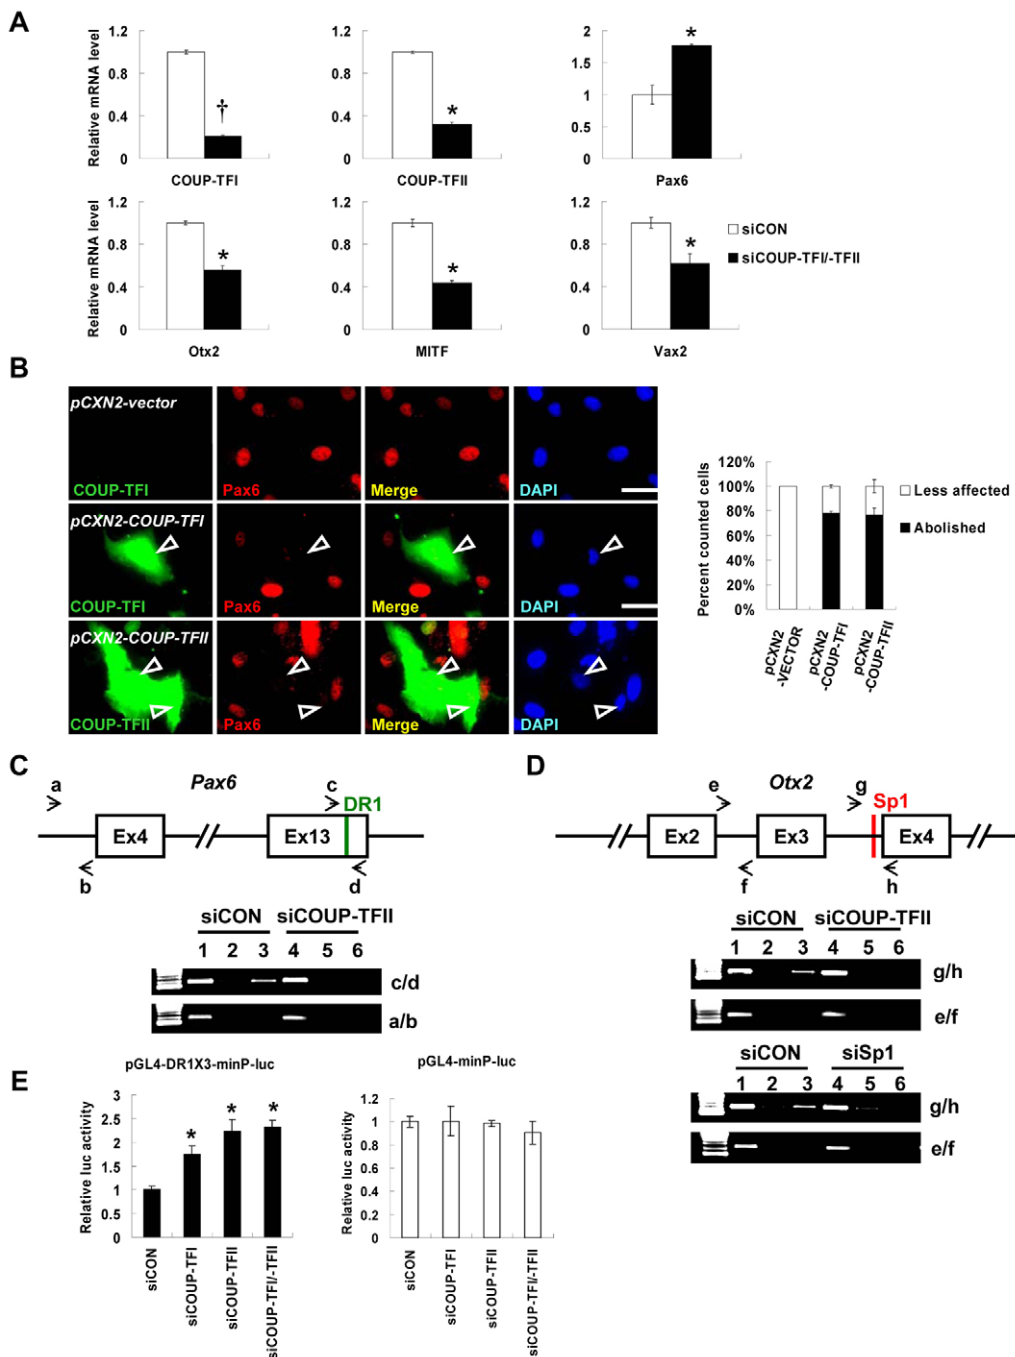 A
Relative mRNA level
1.2
0.8
0.4
0
†
COUP-TFI
1.2
0.8
0.4
0
*
COUP-TFII
2
1.5
1
0.5
0
*
Pax6
Relative mRNA level
1.2
0.8
0.4
0
*
Otx2
1.2
0.8
0.4
0
*
MITF
1.2
0.8
0.4
0
*
Vax2
siCON
siCOUP-TFI/-TFII
B
pCXN2-vector
COUP-TFI
Pax6
Merge
DAPI
pCXN2-COUP-TFI
COUP-TFI
Pax6
Merge
DAPI
pCXN2-COUP-TFII
COUP-TFII
Pax6
Merge
DAPI
Percent counted cells
120%
100%
80%
60%
40%
20%
0%
pCXN2
-VECTOR
pCXN2
-COUP-TFI
pCXN2
-COUP-TFII
Less affected
Abolished
C
Pax6
a
c
DR1
Ex4
Ex13
b
d
siCON
siCOUP-TFII
1 2 3 4 5 6
c/d
a/b
D
Otx2
e
g
Sp1
Ex2
Ex3
Ex4
f
h
siCON
siCOUP-TFII
1 2 3 4 5 6
g/h
e/f
siCON
siSp1
1 2 3 4 5 6
g/h
e/f
E
pGL4-DR1X3-minP-luc
Relative luc activity
3
2.5
2
1.5
1
0.5
0
*
*
*
siCON
siCOUP-TFI
siCOUP-TFII
siCOUP-TFI/-TFII
pGL4-minP-luc
Relative luc activity
1.2
1
0.8
0.6
0.4
0.2
0
siCON
siCOUP-TFI
siCOUP-TFII
siCOUP-TFI/-TFII